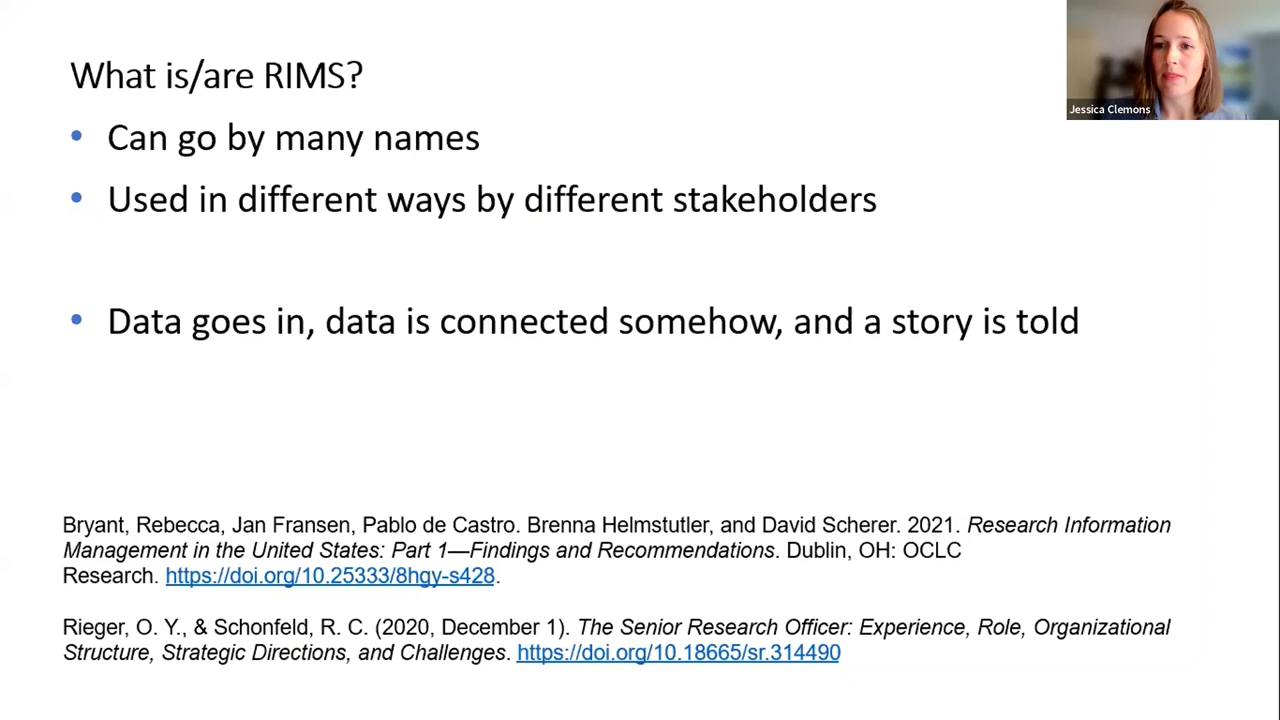 What is/are RIMS?
Jessica Clemons
• Can go by many names
• Used in different ways by different stakeholders
• Data goes in, data is connected somehow, and a story is told
Bryant, Rebecca, Jan Fransen, Pablo de Castro. Brenna Helmstutler, and David Scherer. 2021. Research Information
Management in the United States: Part 1—Findings and Recommendations. Dublin, OH: OCLC
Research. https://doi.org/10.25333/8hgy-s428.
Rieger, O. Y., & Schonfeld, R. C. (2020, December 1). The Senior Research Officer: Experience, Role, Organizational
Structure, Strategic Directions, and Challenges. https://doi.org/10.18665/sr.314490